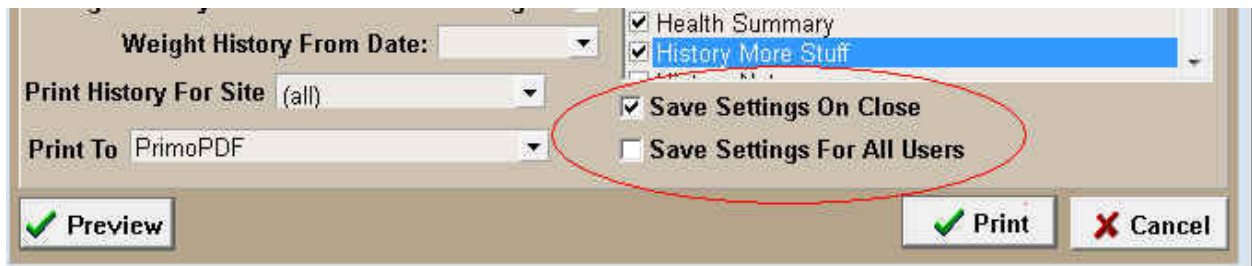 Health Summary
Weight History From Date:
History More Stuff
Print History For Site (all)
Save Settings On Close
Print To PrimoPDF
Save Settings For All Users
Preview
Print
Cancel